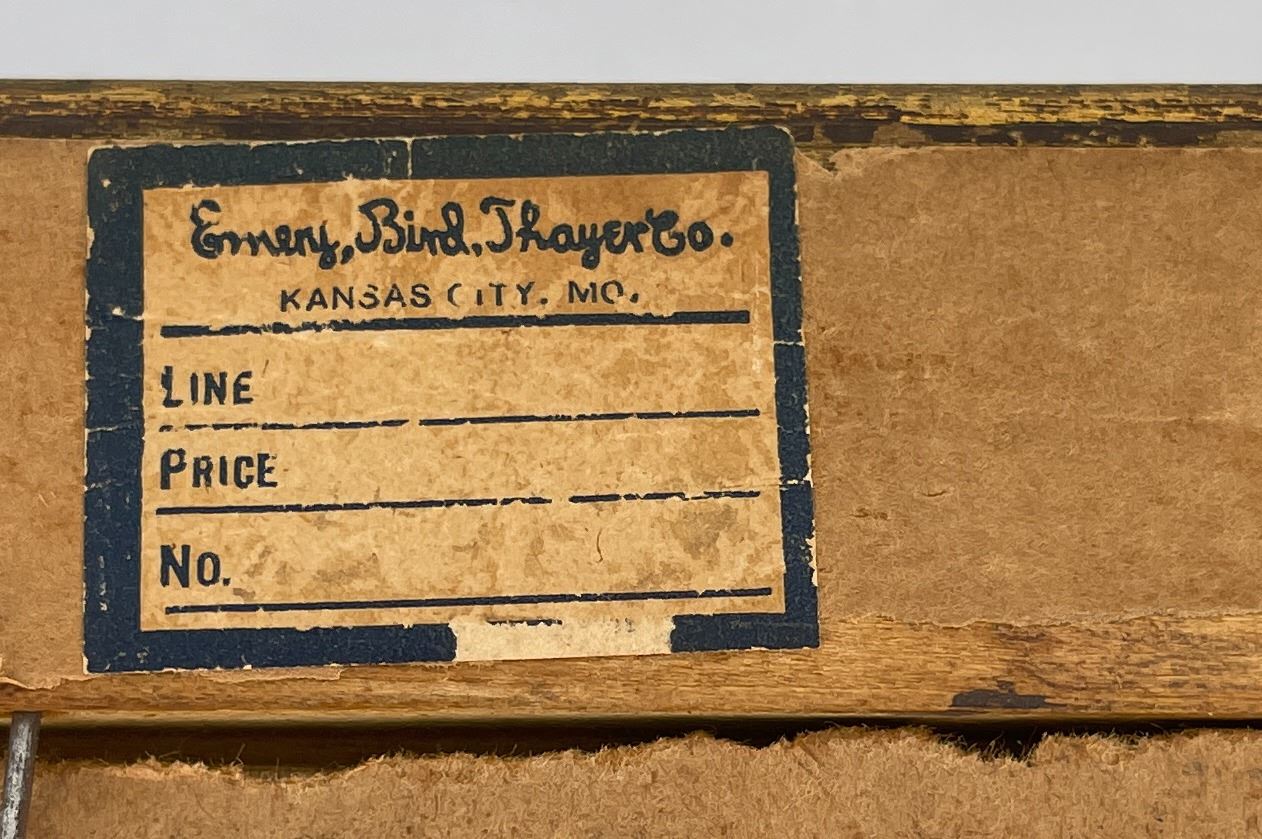 Emery, Bird, Thayer Co.
KANSAS CITY, MO.
LINE
PRICE
No.